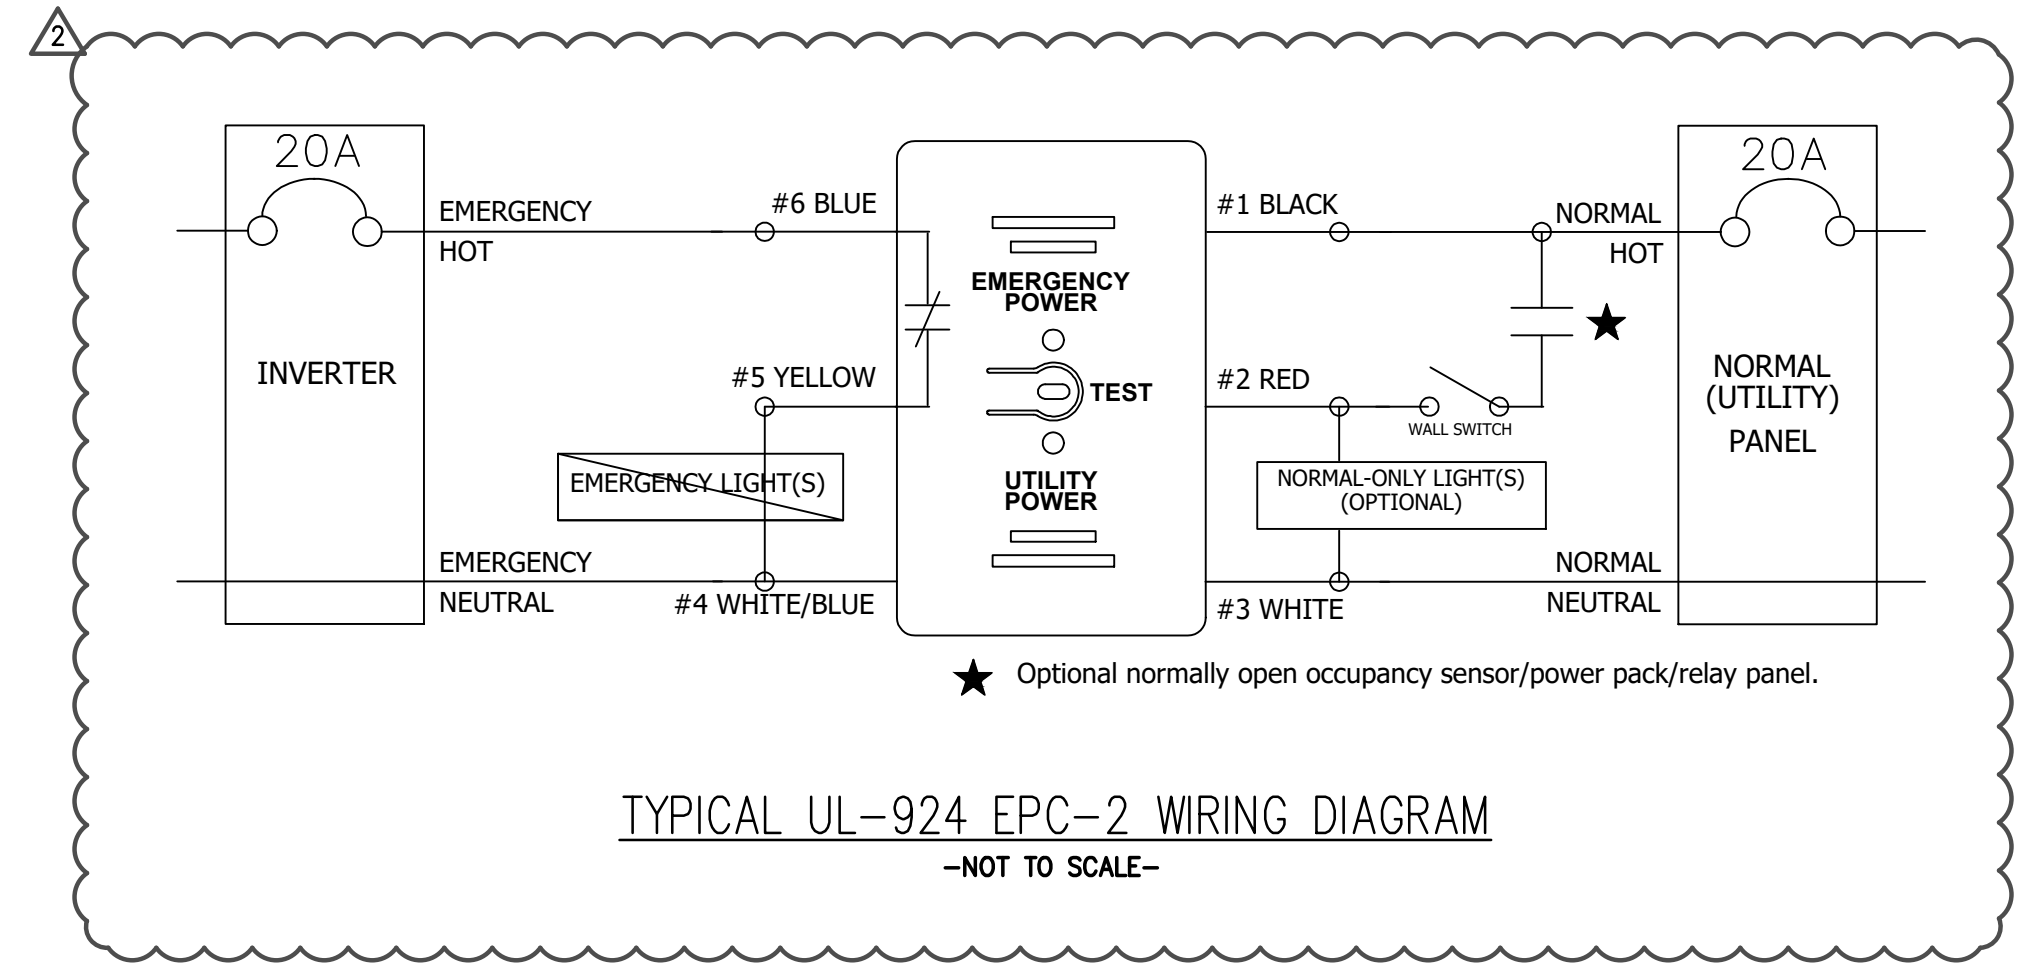 2
20A
20A
#6 BLUE
#1 BLACK
EMERGENCY
HOT
NORMAL
HOT
EMERGENCY
POWER
INVERTER
#5 YELLOW
#2 RED
TEST
NORMAL
(UTILITY)
PANEL
WALL SWITCH
EMERGENCY LIGHT(S)
UTILITY
POWER
NORMAL-ONLY LIGHT(S)
(OPTIONAL)
EMERGENCY
NEUTRAL
#4 WHITE/BLUE
#3 WHITE
NORMAL
NEUTRAL
★ Optional normally open occupancy sensor/power pack/relay panel.
TYPICAL UL-924 EPC-2 WIRING DIAGRAM
-NOT TO SCALE-